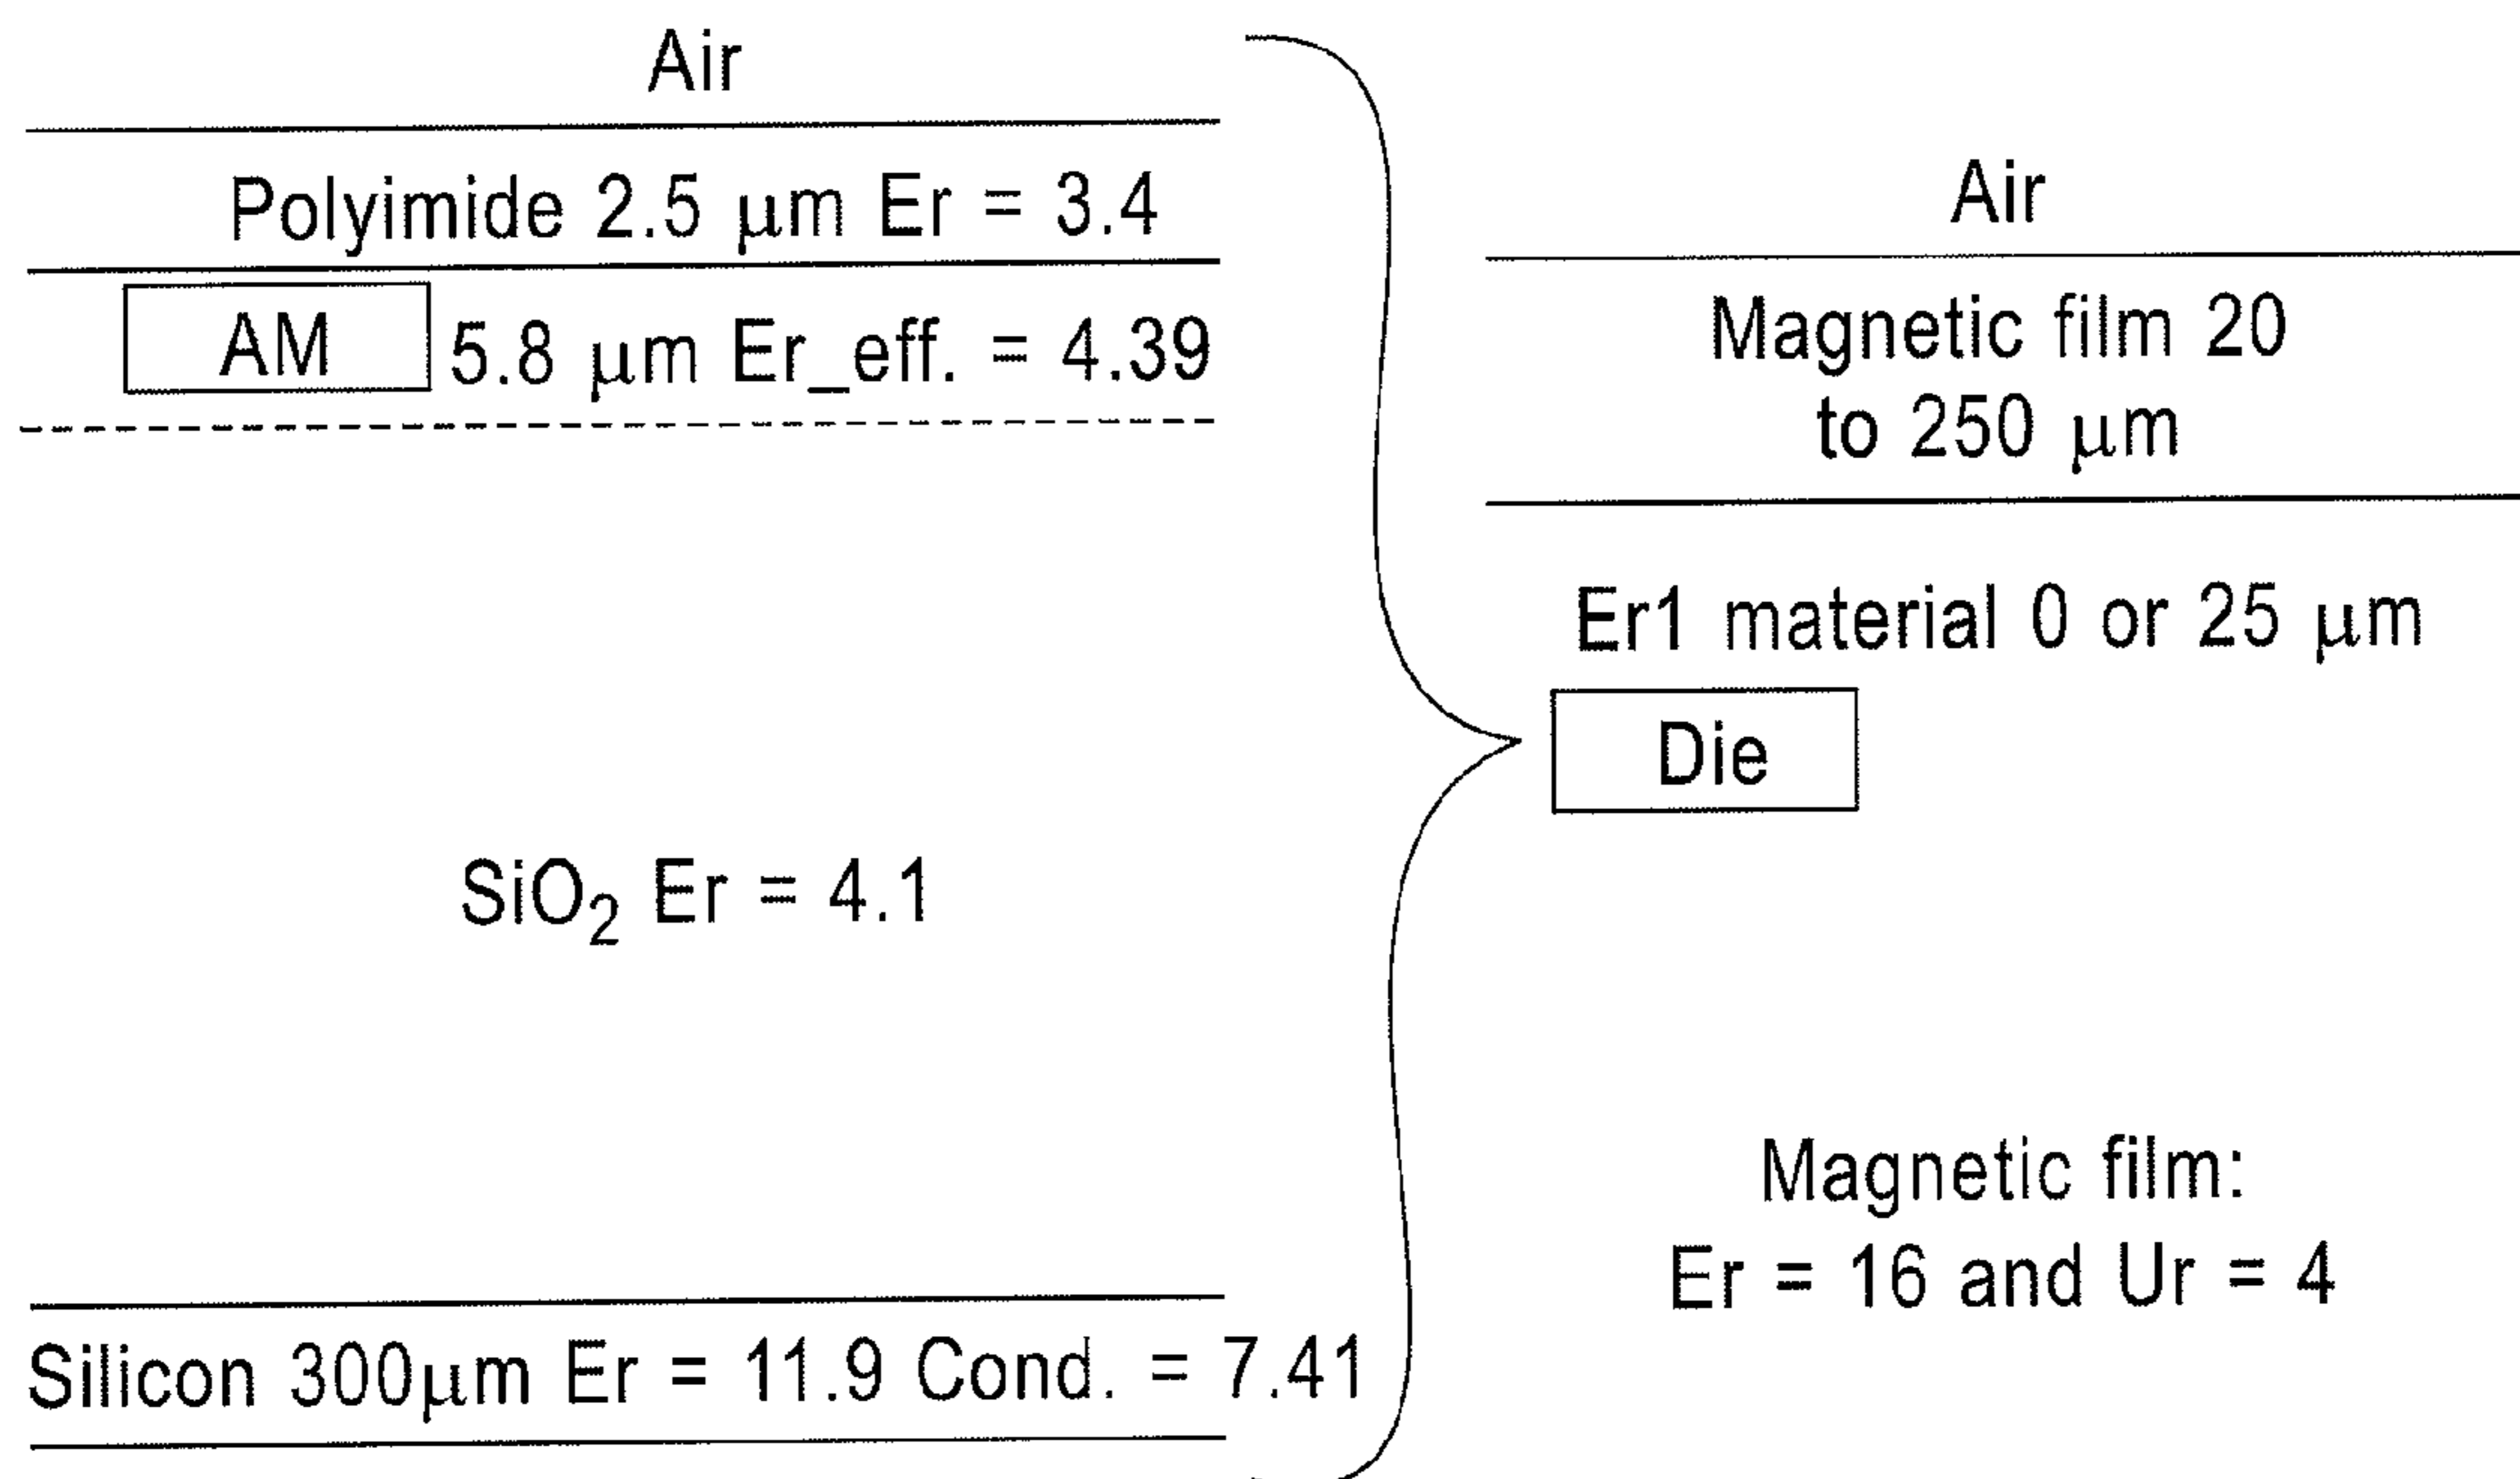 Air
Polyimide 2.5 μm Er = 3.4
AM 5.8 μm Er_eff. = 4.39
SiO₂ Er = 4.1
Silicon 300μm Er = 11.9 Cond. = 7.41
Air
Magnetic film 20
to 250 μm
Er1 material 0 or 25 μm
Die
Magnetic film:
Er = 16 and Ur = 4